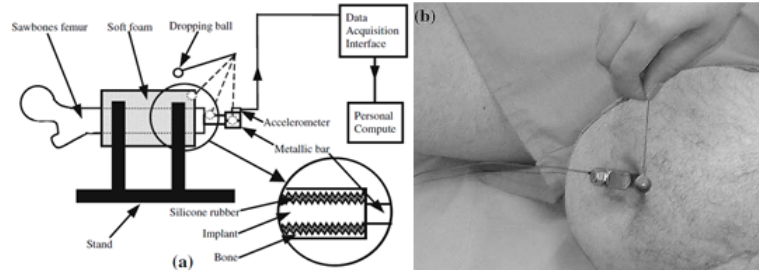 Sawbones femur
Soft foam
Dropping ball
Data
Acquisition
Interface
(b)
Accelerometer
Personal
Compute
Metallic bar
Silicone rubber
Implant
Stand
Bone
(a)